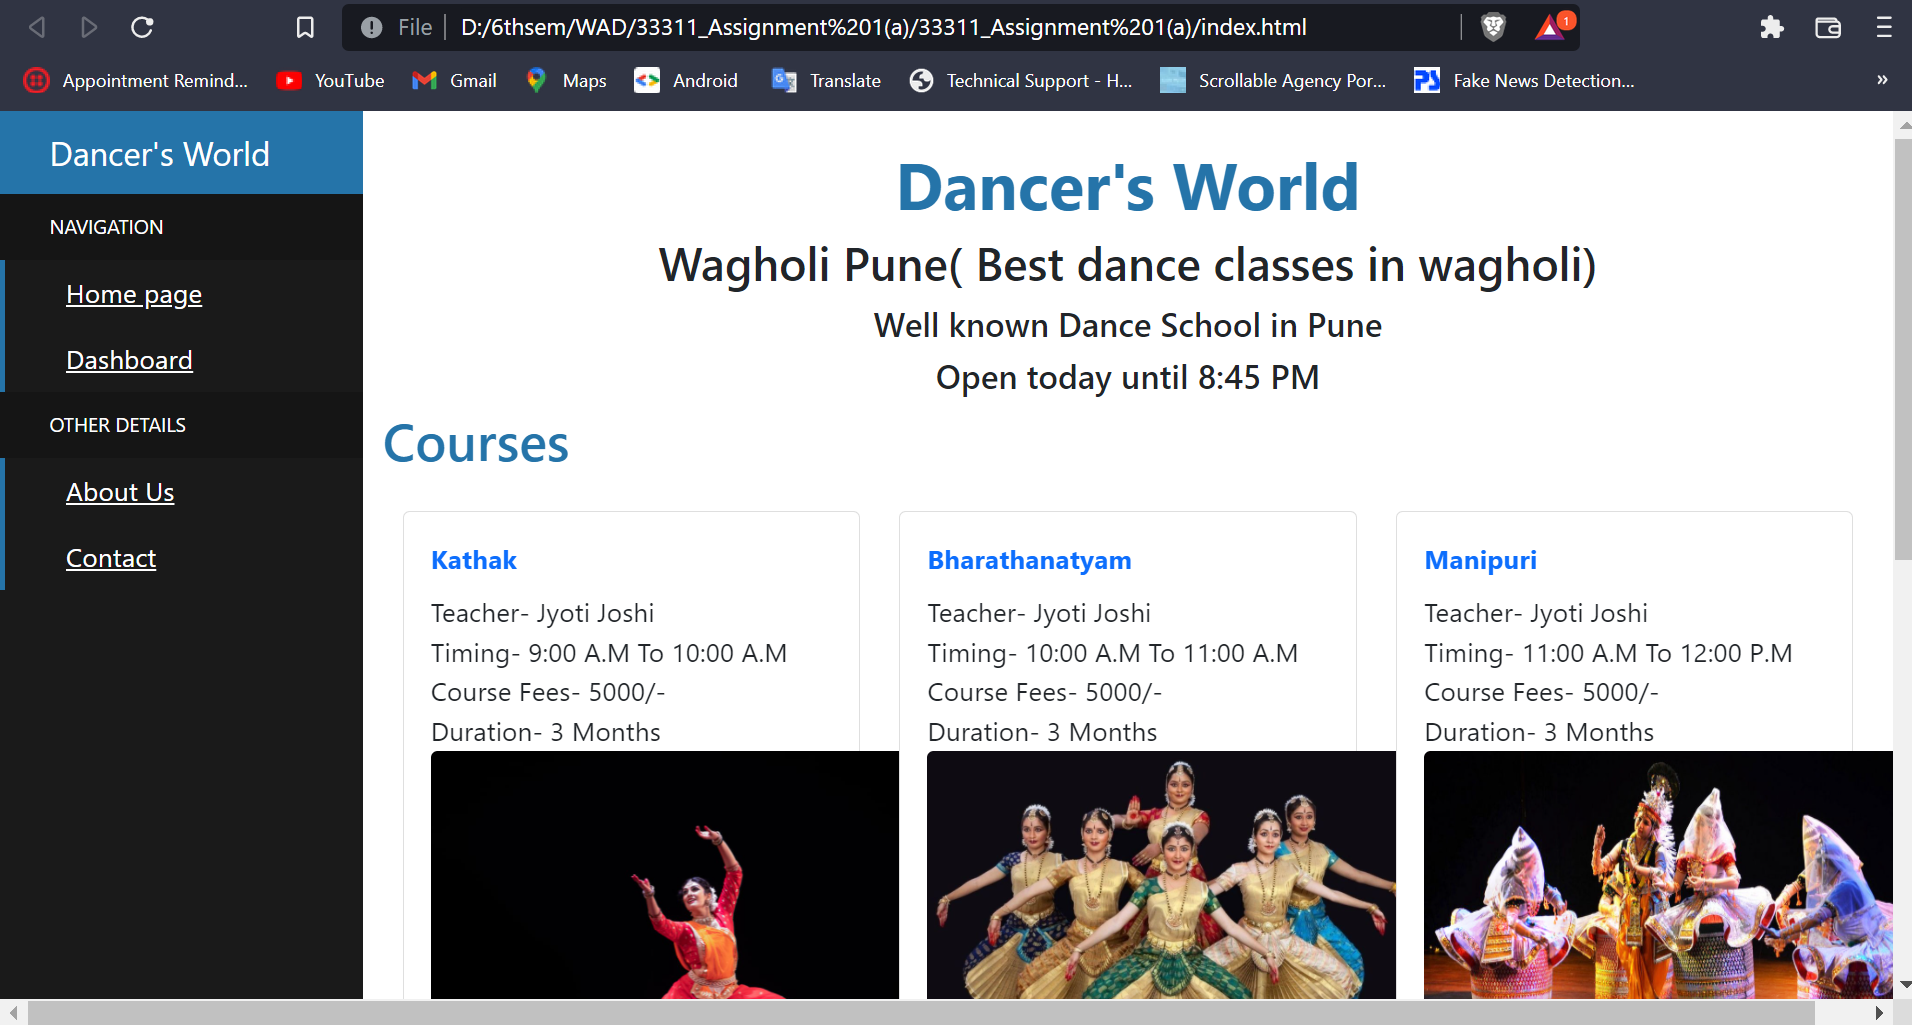 File D:/6thsem/WAD/33311_Assignment%201(a)/33311_Assignment%201(a)/index.html 1
Appointment Remind... YouTube Gmail Maps Android Translate Technical Support - H... Scrollable Agency Por... PS Fake News Detection... »
Dancer's World
NAVIGATION
Home page
Dashboard
OTHER DETAILS
About Us
Contact
Dancer's World
Wagholi Pune( Best dance classes in wagholi)
Well known Dance School in Pune
Open today until 8:45 PM
Courses
Kathak
Teacher- Jyoti Joshi
Timing- 9:00 A.M To 10:00 A.M
Course Fees- 5000/-
Duration- 3 Months
Bharathanatyam
Teacher- Jyoti Joshi
Timing- 10:00 A.M To 11:00 A.M
Course Fees- 5000/-
Duration- 3 Months
Manipuri
Teacher- Jyoti Joshi
Timing- 11:00 A.M To 12:00 P.M
Course Fees- 5000/-
Duration- 3 Months